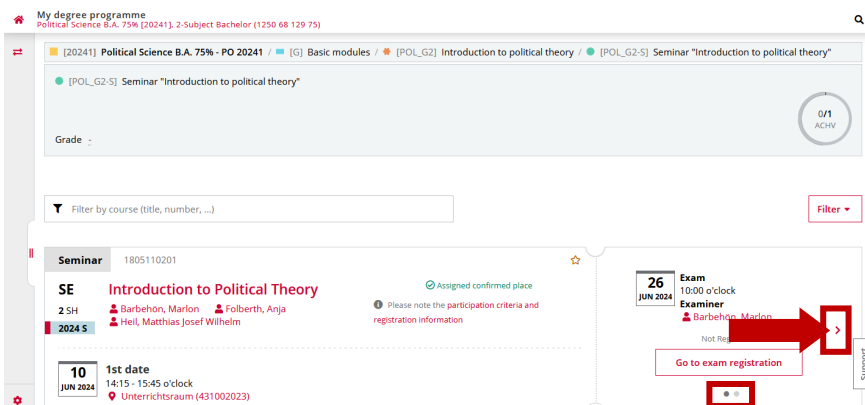 My degree programme
Political Science B.A. 75% [20241], 2-Subject Bachelor (1250 68 129 75)
[20241] Political Science B.A. 75% - PO 20241 / [G] Basic modules / [POL_G2] Introduction to political theory / [POL_G2-S] Seminar "Introduction to political theory"
[POL_G2-S] Seminar "Introduction to political theory"
0/1
ACHV
Grade -
Filter by course (title, number, ...)
Filter
Seminar 1805110201
SE Introduction to Political Theory
2 SH Barbehön, Marlon Folberth, Anja
2024 S Heil, Matthias Josef Wilhelm
Assigned confirmed place
Please note the participation criteria and
registration information
10 1st date
JUN 2024 14:15 - 15:45 o'clock
Unterrichtsraum (431002023)
26 Exam
JUN 2024 10:00 o'clock
Examiner
Barbehön, Marlon
Not
Go to exam registration
Support